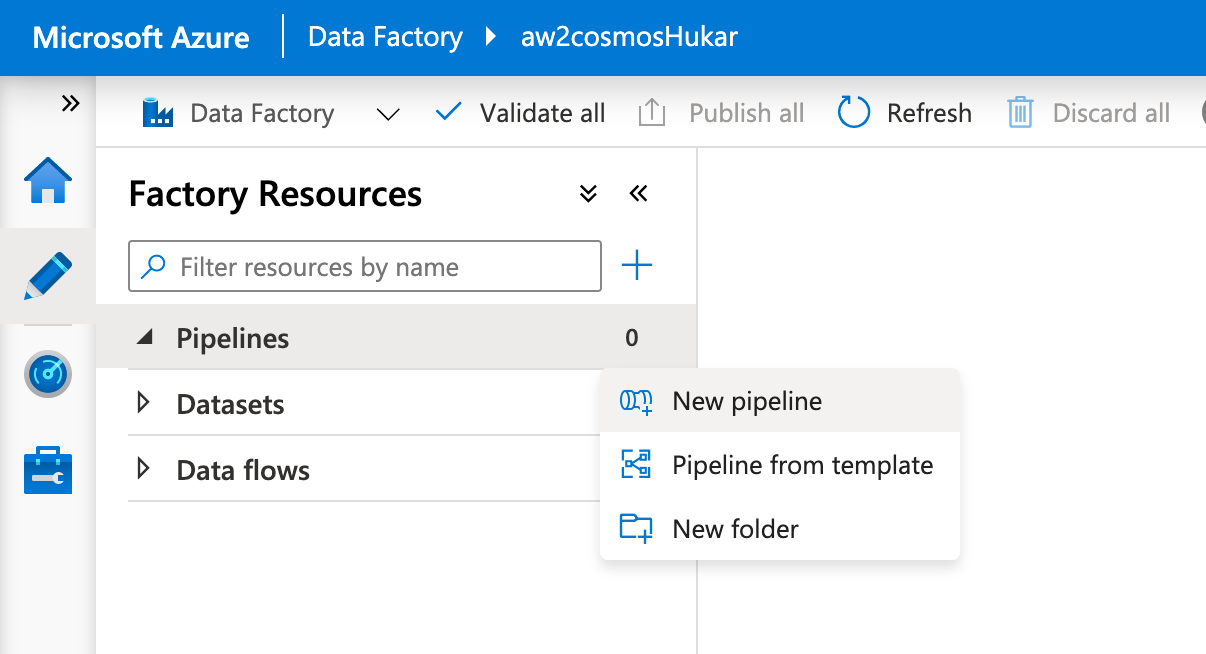 Microsoft Azure Data Factory aw2cosmosHukar
Data Factory Validate all Publish all Refresh Discard all
Factory Resources
Filter resources by name
Pipelines 0
New pipeline
Datasets
Pipeline from template
Data flows
New folder